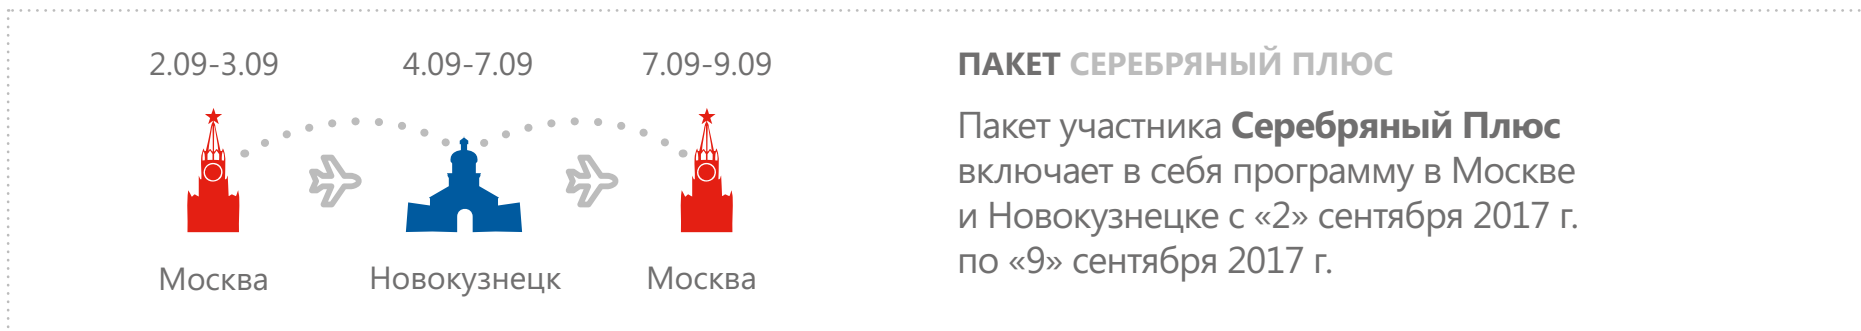 2.09-3.09 4.09-7.09 7.09-9.09
Москва Новокузнецк Москва
ПАКЕТ СЕРЕБРЯНЫЙ ПЛЮС
Пакет участника Серебряный Плюс
включает в себя программу в Москве
и Новокузнецке с «2» сентября 2017 г.
по «9» сентября 2017 г.